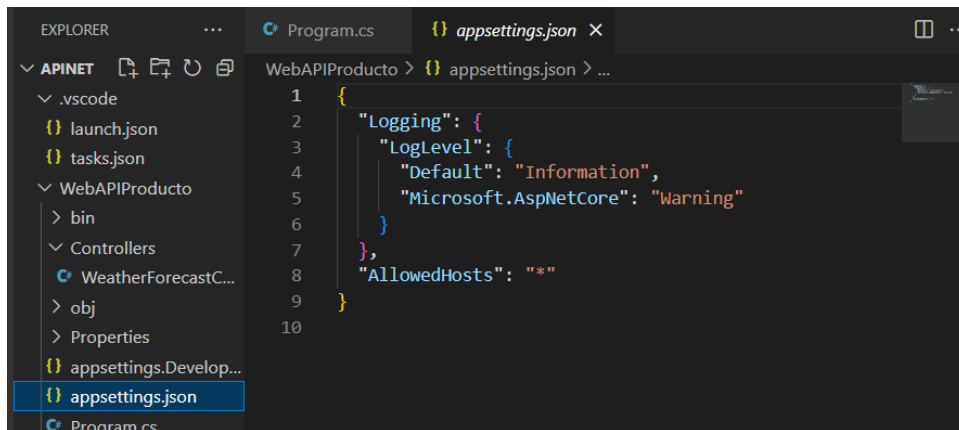 EXPLORER ···
Program.cs
{} appsettings.json ×
APINET
WebAPIProducto > {} appsettings.json > ...
.vscode
{} launch.json
{} tasks.json
WebAPIProducto
> bin
Controllers
WeatherForecastC...
> obj
> Properties
{} appsettings.Develop...
{} appsettings.json
Program.cs
1 {
2 "Logging": {
3 "LogLevel": {
4 "Default": "Information",
5 "Microsoft.AspNetCore": "Warning"
6 }
7 },
8 "AllowedHosts": "*"
9 }
10